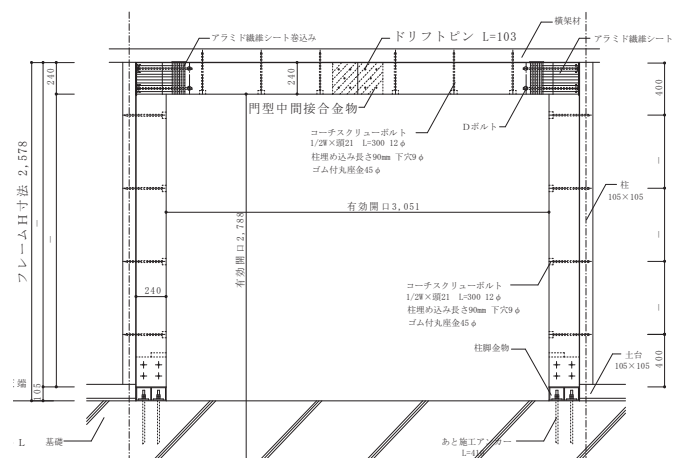 アラミド繊維シート巻込み
ドリフトピン L=103
横架材
アラミド繊維シート
240
240
400
門型中間接合金物
コーチスクリューボルト
1/2W×頭21 L=300 12φ
柱埋め込み長さ90mm 下穴9φ
ゴム付丸座金45φ
Dボルト
フレームH寸法 2,578
柱
105×105
有効開口3,051
有効開口2,788
コーチスクリューボルト
1/2W×頭21 L=300 12φ
柱埋め込み長さ90mm 下穴9φ
ゴム付丸座金45φ
240
柱脚金物
土台
105×105
400
端
105
L
基礎
あと施工アンカー